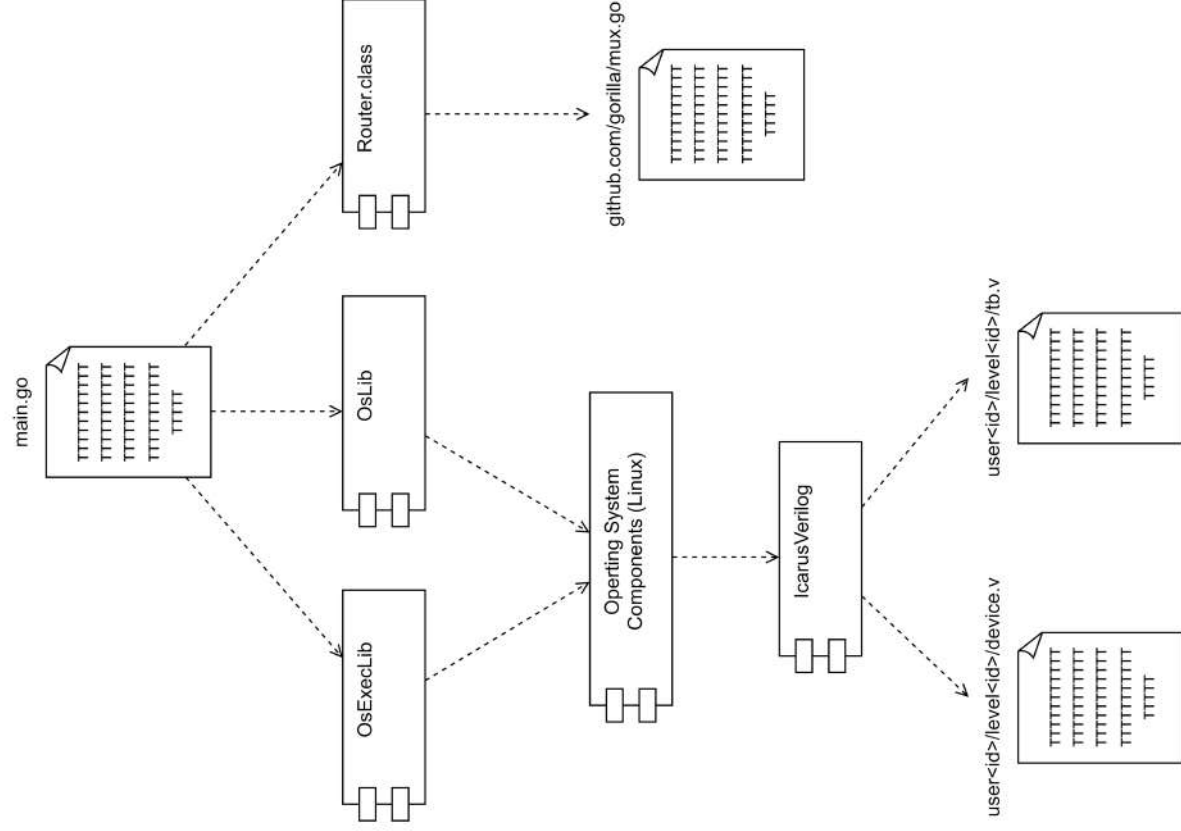 main.go
TTTTTTTTTT
TTTTTTTTTT
TTTTTTTTTT
TTTTTTTTTT
TTTTT
OsExecLib
OsLib
Router.class
github.com/gorilla/mux.go
TTTTTTTTTT
TTTTTTTTTT
TTTTTTTTTT
TTTTTTTTTT
TTTTT
Operting System
Components (Linux)
IcarusVerilog
user<id>/level<id>/device.v
TTTTTTTTTT
TTTTTTTTTT
TTTTTTTTTT
TTTTTTTTTT
TTTTT
user<id>/level<id>/tb.v
TTTTTTTTTT
TTTTTTTTTT
TTTTTTTTTT
TTTTTTTTTT
TTTTT